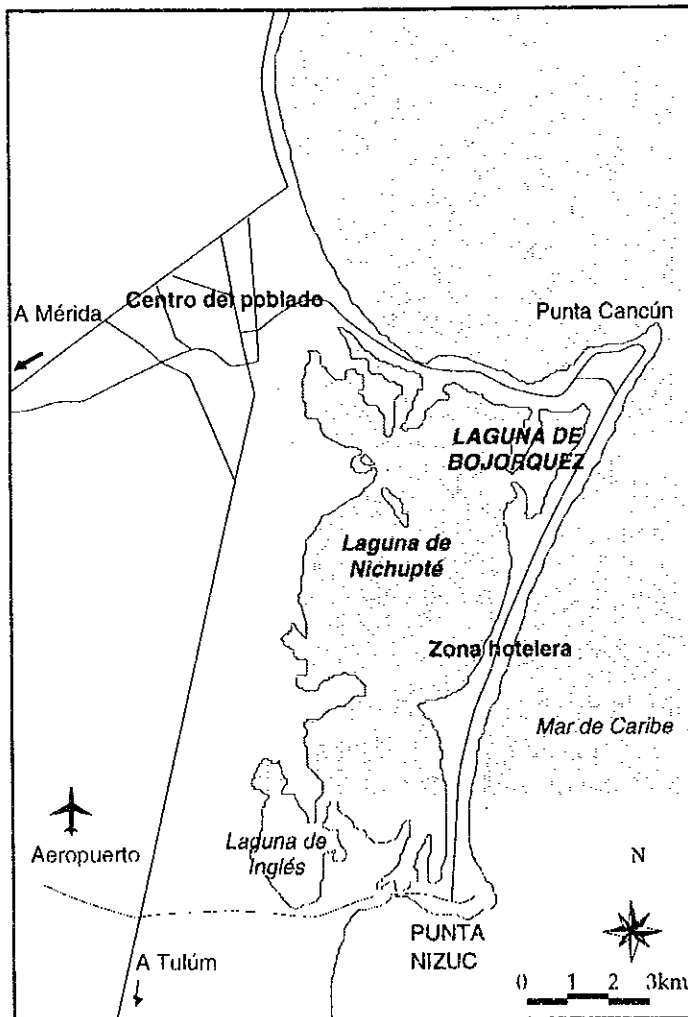 Centro del poblado
A Mérida
Punta Cancún
LAGUNA DE
BOJORQUEZ
Laguna de
Nichupté
Zona hotelera
Mar de Caribe
Aeropuerto
Laguna de
Inglés
N
PUNTA
NIZUC
A Tulúm
0 1 2 3km